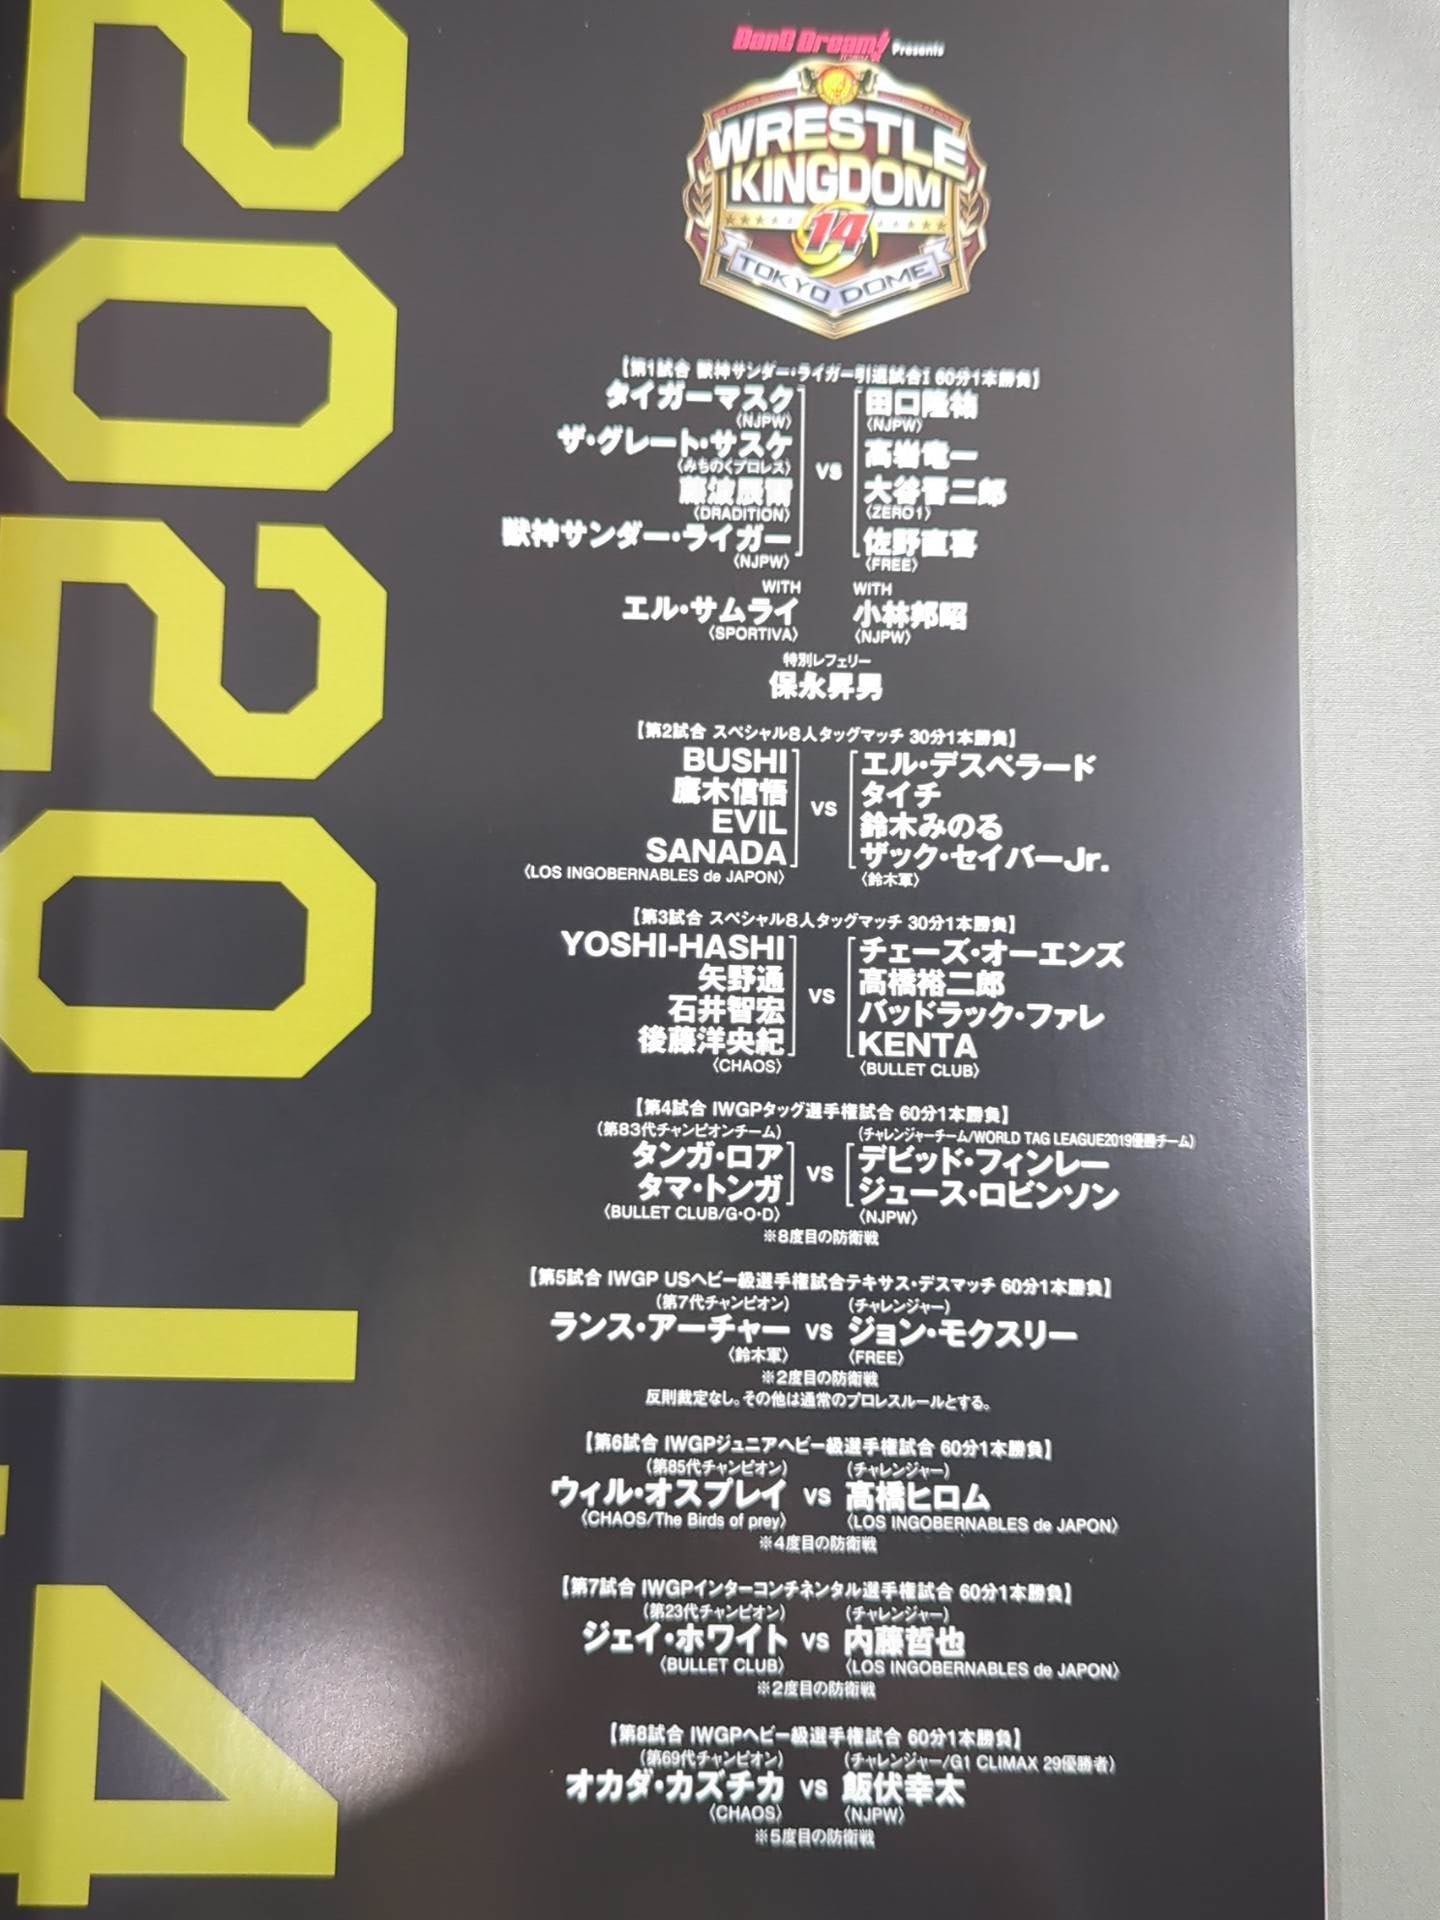 2020.1.4
BonD Dream! Presents
WRESTLE
KINGDOM
14
TOKYO DOME
【第1試合 獣神サンダー・ライガー引退試合I 60分1本勝負】
タイガーマスク
〈NJPW〉
ザ・グレート・サスケ
〈みちのくプロレス〉
藤波辰爾
〈DRADITION〉
獣神サンダー・ライガー
〈NJPW〉
vs
田口隆祐
〈NJPW〉
高岩竜一
大谷晋二郎
〈ZERO1〉
佐野直喜
〈FREE〉
WITH
エル・サムライ
〈SPORTIVA〉
WITH
小林邦昭
〈NJPW〉
特別レフェリー
保永昇男
【第2試合 スペシャル8人タッグマッチ 30分1本勝負】
BUSHI
鷹木信悟
EVIL
SANADA
〈LOS INGOBERNABLES de JAPON〉
vs
エル・デスペラード
タイチ
鈴木みのる
ザック・セイバーJr.
〈鈴木軍〉
【第3試合 スペシャル8人タッグマッチ 30分1本勝負】
YOSHI-HASHI
矢野通
石井智宏
後藤洋央紀
〈CHAOS〉
vs
チェーズ・オーエンズ
高橋裕二郎
バッドラック・ファレ
KENTA
〈BULLET CLUB〉
【第4試合 IWGPタッグ選手権試合 60分1本勝負】
(第83代チャンピオンチーム)
タンガ・ロア
タマ・トンガ
〈BULLET CLUB/G・O・D〉
vs
(チャレンジャーチーム/WORLD TAG LEAGUE2019優勝チーム)
デビッド・フィンレー
ジュース・ロビンソン
〈NJPW〉
※8度目の防衛戦
【第5試合 IWGP USヘビー級選手権試合テキサス・デスマッチ 60分1本勝負】
(第7代チャンピオン) (チャレンジャー)
ランス・アーチャー vs ジョン・モクスリー
〈鈴木軍〉 〈FREE〉
※2度目の防衛戦
反則裁定なし。その他は通常のプロレスルールとする。
【第6試合 IWGPジュニアヘビー級選手権試合 60分1本勝負】
(第85代チャンピオン) (チャレンジャー)
ウィル・オスプレイ vs 高橋ヒロム
〈CHAOS/The Birds of prey〉 〈LOS INGOBERNABLES de JAPON〉
※4度目の防衛戦
【第7試合 IWGPインターコンチネンタル選手権試合 60分1本勝負】
(第23代チャンピオン) (チャレンジャー)
ジェイ・ホワイト vs 内藤哲也
〈BULLET CLUB〉 〈LOS INGOBERNABLES de JAPON〉
※2度目の防衛戦
【第8試合 IWGPヘビー級選手権試合 60分1本勝負】
(第69代チャンピオン) (チャレンジャー/G1 CLIMAX 29優勝者)
オカダ・カズチカ vs 飯伏幸太
〈CHAOS〉 〈NJPW〉
※5度目の防衛戦